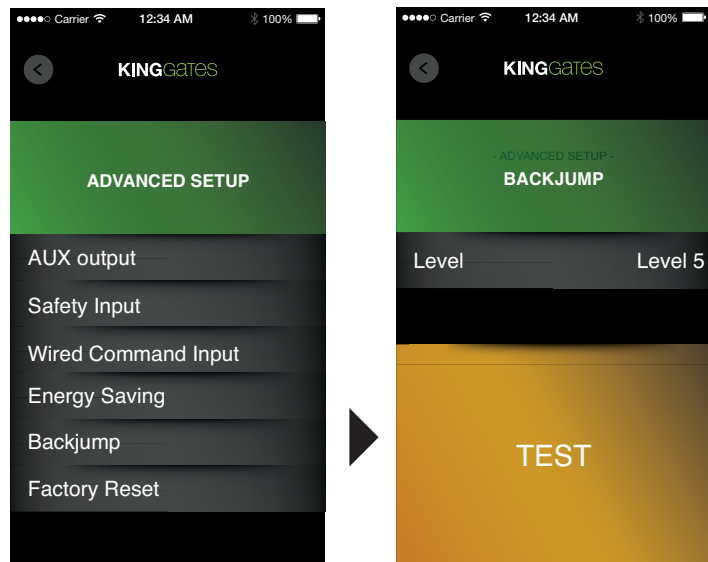 Carrier 12:34 AM 100%
KINGGATES
ADVANCED SETUP
AUX output
Safety Input
Wired Command Input
Energy Saving
Backjump
Factory Reset
Carrier 12:34 AM 100%
KINGGATES
- ADVANCED SETUP -
BACKJUMP
Level Level 5
TEST